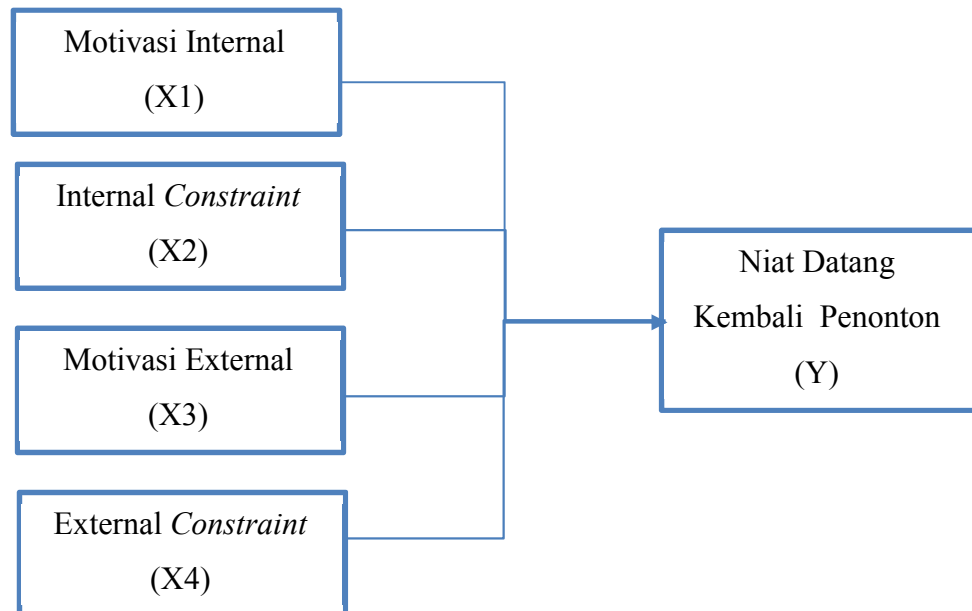 Motivasi Internal
(X1)
Internal Constraint
(X2)
Motivasi External
(X3)
External Constraint
(X4)
Niat Datang
Kembali Penonton
(Y)